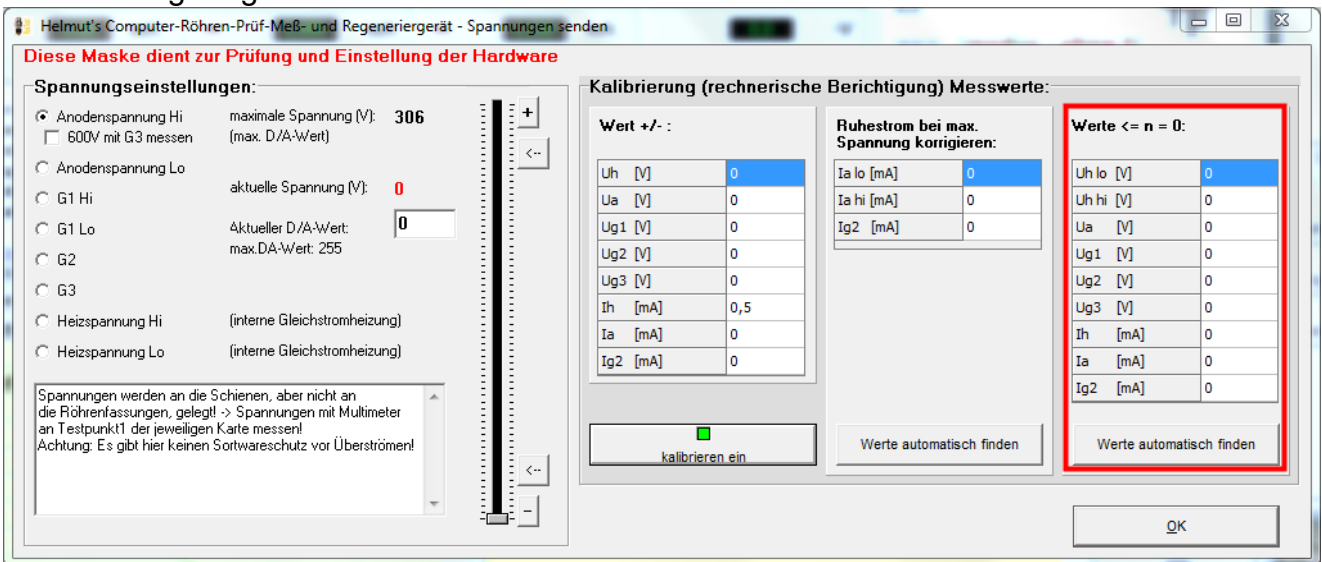 Helmut's Computer-Röhren-Prüf-Meß- und Regeneriergerät - Spannungen senden
Diese Maske dient zur Prüfung und Einstellung der Hardware
Spannungseinstellungen:
Anodenspannung Hi
600V mit G3 messen
Anodenspannung Lo
G1 Hi
G1 Lo
G2
G3
Heizspannung Hi (interne Gleichstromheizung)
Heizspannung Lo (interne Gleichstromheizung)
maximale Spannung (V): 306
(max. D/A-Wert)
aktuelle Spannung (V): 0
Aktueller D/A-Wert: 0
max.DA-Wert: 255
Spannungen werden an die Schienen, aber nicht an
die Röhrenfassungen, gelegt! -> Spannungen mit Multimeter
an Testpunkt1 der jeweiligen Karte messen!
Achtung: Es gibt hier keinen Sortwareschutz vor Überströmen!
+
<--
<--
-
Kalibrierung (rechnerische Berichtigung) Messwerte:
Wert +/- :
Uh [V] 0
Ua [V] 0
Ug1 [V] 0
Ug2 [V] 0
Ug3 [V] 0
Ih [mA] 0,5
Ia [mA] 0
Ig2 [mA] 0
kalibrieren ein
Ruhestrom bei max.
Spannung korrigieren:
Ia lo [mA] 0
Ia hi [mA] 0
Ig2 [mA] 0
Werte automatisch finden
Werte <= n = 0:
Uh lo [V] 0
Uh hi [V] 0
Ua [V] 0
Ug1 [V] 0
Ug2 [V] 0
Ug3 [V] 0
Ih [mA] 0
Ia [mA] 0
Ig2 [mA] 0
Werte automatisch finden
OK